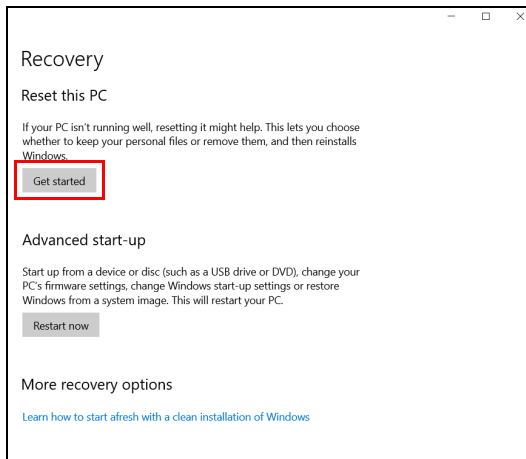 Recovery
Reset this PC
If your PC isn't running well, resetting it might help. This lets you choose
whether to keep your personal files or remove them, and then reinstalls
Windows.
Get started
Advanced start-up
Start up from a device or disc (such as a USB drive or DVD), change your
PC's firmware settings, change Windows start-up settings or restore
Windows from a system image. This will restart your PC.
Restart now
More recovery options
Learn how to start afresh with a clean installation of Windows